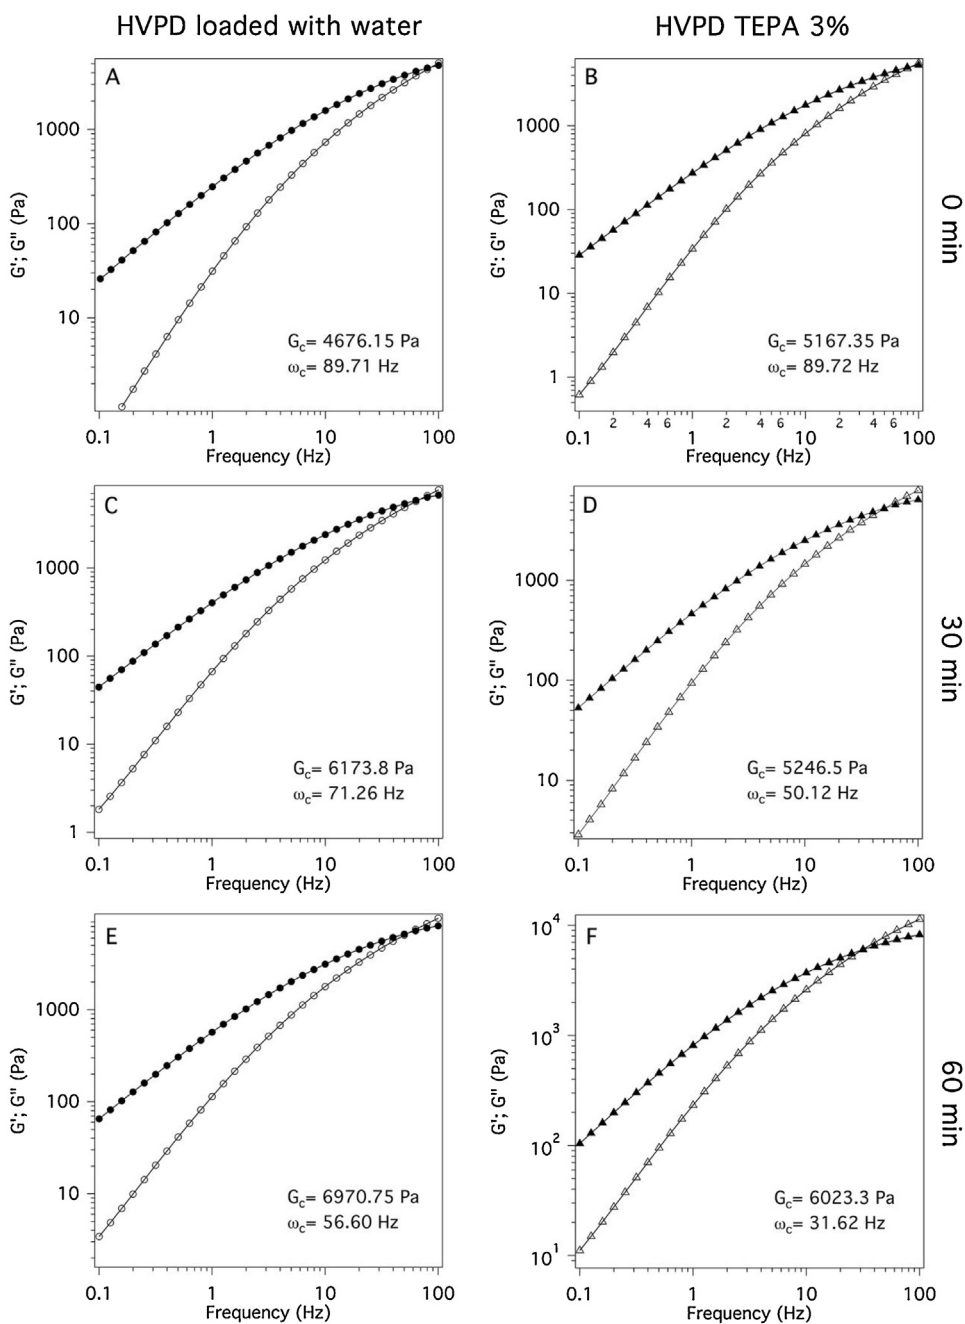 HVPD loaded with water
HVPD TEPA 3%
A
1000
100
10
G'; G" (Pa)
Gc= 4676.15 Pa
ωc= 89.71 Hz
0.1 1 10 100
Frequency (Hz)
B
1000
100
10
1
G': G" (Pa)
Gc= 5167.35 Pa
ωc= 89.72 Hz
0.1 2 4 6 1 2 4 6 10 2 4 6 100
Frequency (Hz)
0 min
C
1000
100
10
1
G'; G" (Pa)
Gc= 6173.8 Pa
ωc= 71.26 Hz
0.1 1 10 100
Frequency (Hz)
D
1000
100
10
G'; G" (Pa)
Gc= 5246.5 Pa
ωc= 50.12 Hz
0.1 1 10 100
Frequency (Hz)
30 min
E
1000
100
10
G'; G" (Pa)
Gc= 6970.75 Pa
ωc= 56.60 Hz
0.1 1 10 100
Frequency (Hz)
F
10⁴
10³
10²
10¹
G'; G" (Pa)
Gc= 6023.3 Pa
ωc= 31.62 Hz
0.1 1 10 100
Frequency (Hz)
60 min